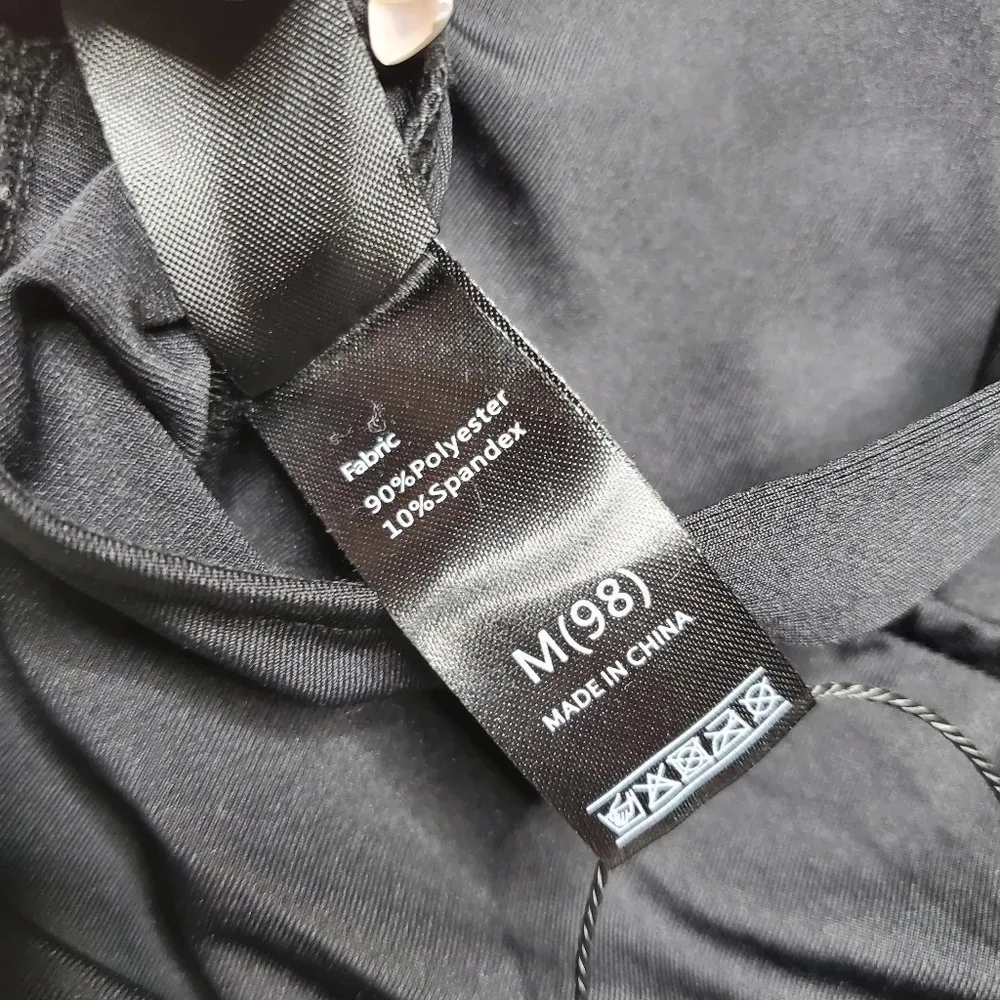 Fabric
90%Polyester
10%Spandex
M(98)
MADE IN CHINA